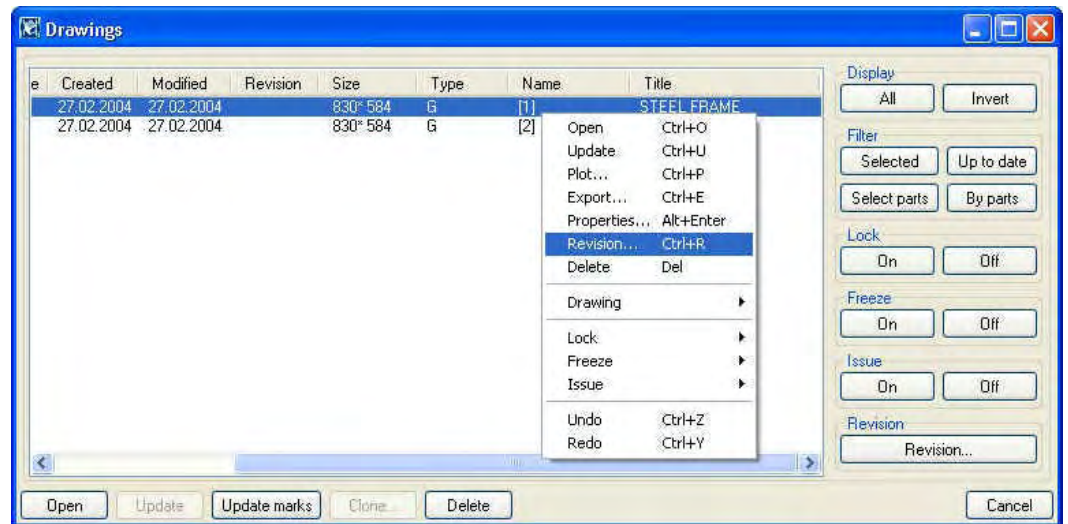 Drawings
e Created Modified Revision Size Type Name Title
27.02.2004 27.02.2004 830* 584 G [1] STEEL FRAME
27.02.2004 27.02.2004 830* 584 G [2]
Open Ctrl+O
Update Ctrl+U
Plot... Ctrl+P
Export... Ctrl+E
Properties... Alt+Enter
Revision... Ctrl+R
Delete Del
Drawing
Lock
Freeze
Issue
Undo Ctrl+Z
Redo Ctrl+Y
Display
All Invert
Filter
Selected Up to date
Select parts By parts
Lock
On Off
Freeze
On Off
Issue
On Off
Revision
Revision...
Open Update Update marks Clone... Delete Cancel